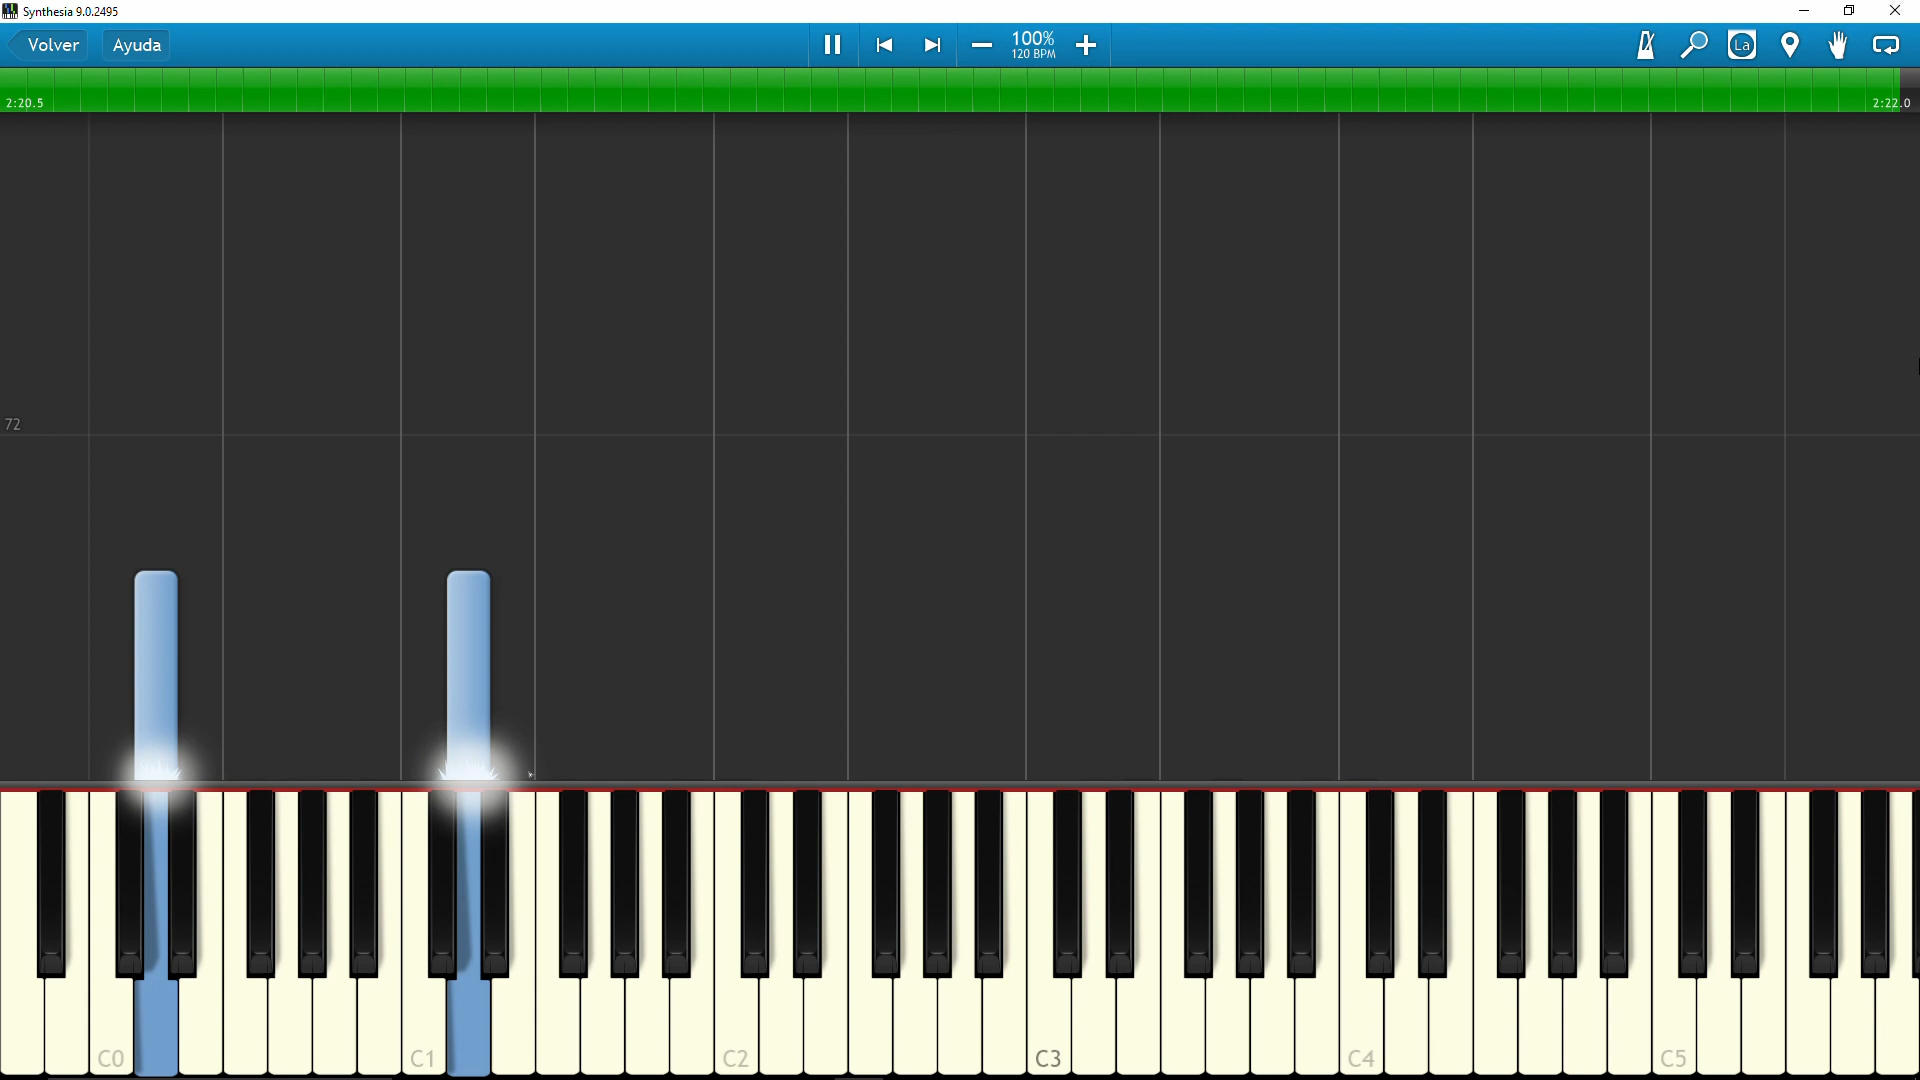 Synthesia 9.0.2495
Volver Ayuda 100% La
120 BPM
2:20.5 2:22.0
72
C0 C1 C2 C3 C4 C5